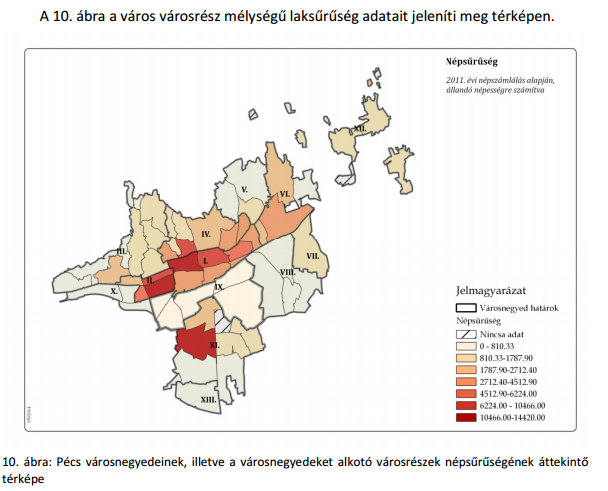 A 10. ábra a város városrész mélységű laksűrűség adatait jeleníti meg térképen.
Népsűrűség
2011. évi népszámlálás alapján,
állandó népességre számítva
XII.
V.
VI.
IV.
III.
I.
VII.
II.
VIII.
IX.
X.
XI.
XIII.
Jelmagyarázat
Városnegyed határok
Népsűrűség
Nincsa adat
0 - 810.33
810.33-1787.90
1787.90-2712.40
2712.40-4512.90
4512.90-6224.00
6224.00 - 10466.00
10466.00-14420.00
10. ábra: Pécs városnegyedeinek, illetve a városnegyedeket alkotó városrészek népsűrűségének áttekintő
térképe